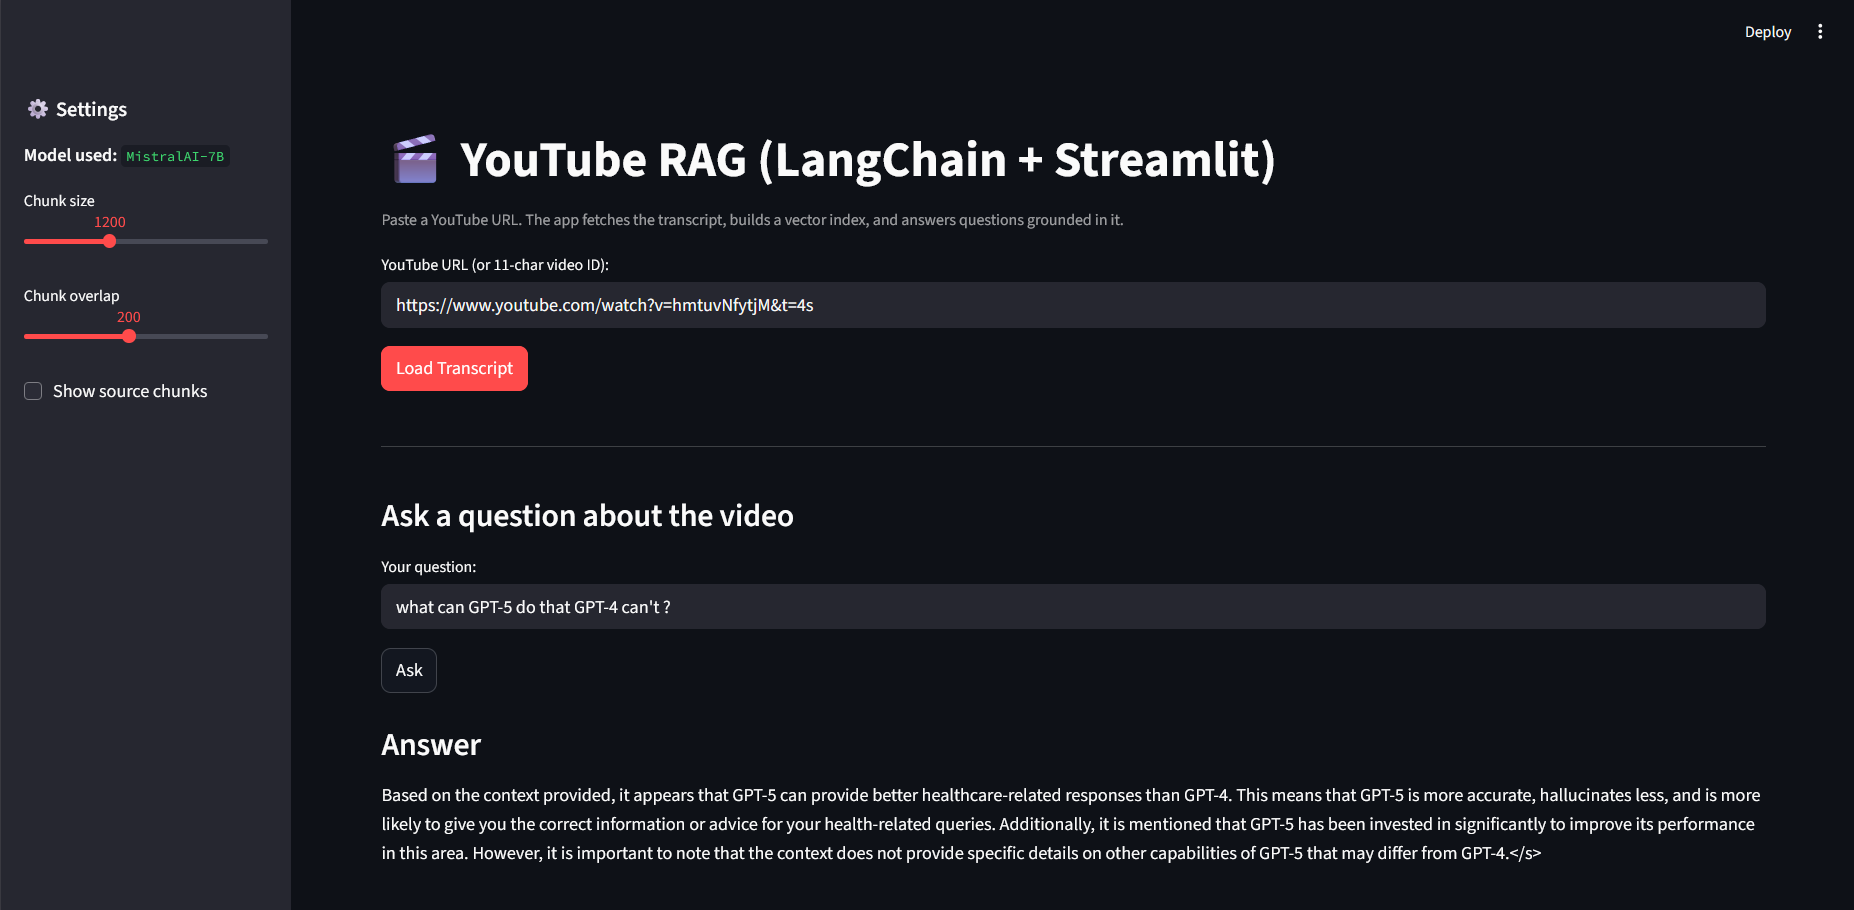 Deploy
Settings
Model used: MistralAI-7B
Chunk size
1200
Chunk overlap
200
Show source chunks
YouTube RAG (LangChain + Streamlit)
Paste a YouTube URL. The app fetches the transcript, builds a vector index, and answers questions grounded in it.
YouTube URL (or 11-char video ID):
https://www.youtube.com/watch?v=hmtuvNfytjM&t=4s
Load Transcript
Ask a question about the video
Your question:
what can GPT-5 do that GPT-4 can't ?
Ask
Answer
Based on the context provided, it appears that GPT-5 can provide better healthcare-related responses than GPT-4. This means that GPT-5 is more accurate, hallucinates less, and is more
likely to give you the correct information or advice for your health-related queries. Additionally, it is mentioned that GPT-5 has been invested in significantly to improve its performance
in this area. However, it is important to note that the context does not provide specific details on other capabilities of GPT-5 that may differ from GPT-4.</s>